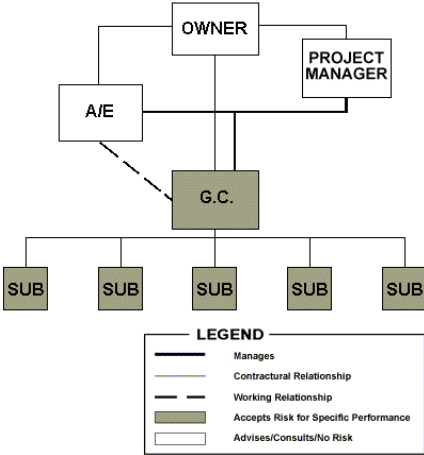 OWNER
PROJECT
MANAGER
A/E
G.C.
SUB SUB SUB SUB SUB
LEGEND
Manages
Contractural Relationship
Working Relationship
Accepts Risk for Specific Performance
Advises/Consults/No Risk